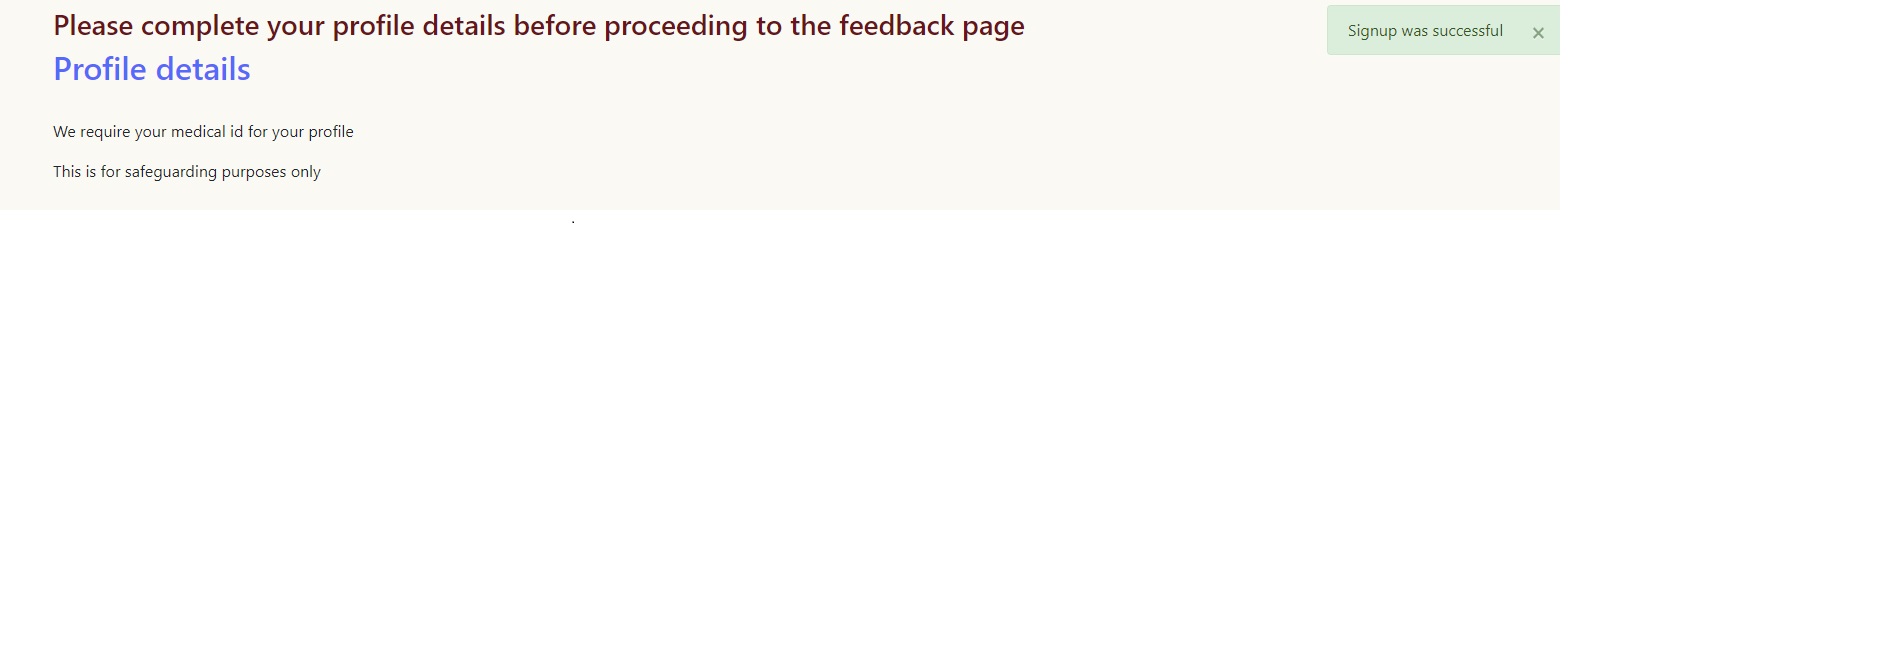 Please complete your profile details before proceeding to the feedback page
Signup was successful ×
Profile details
We require your medical id for your profile
This is for safeguarding purposes only
.